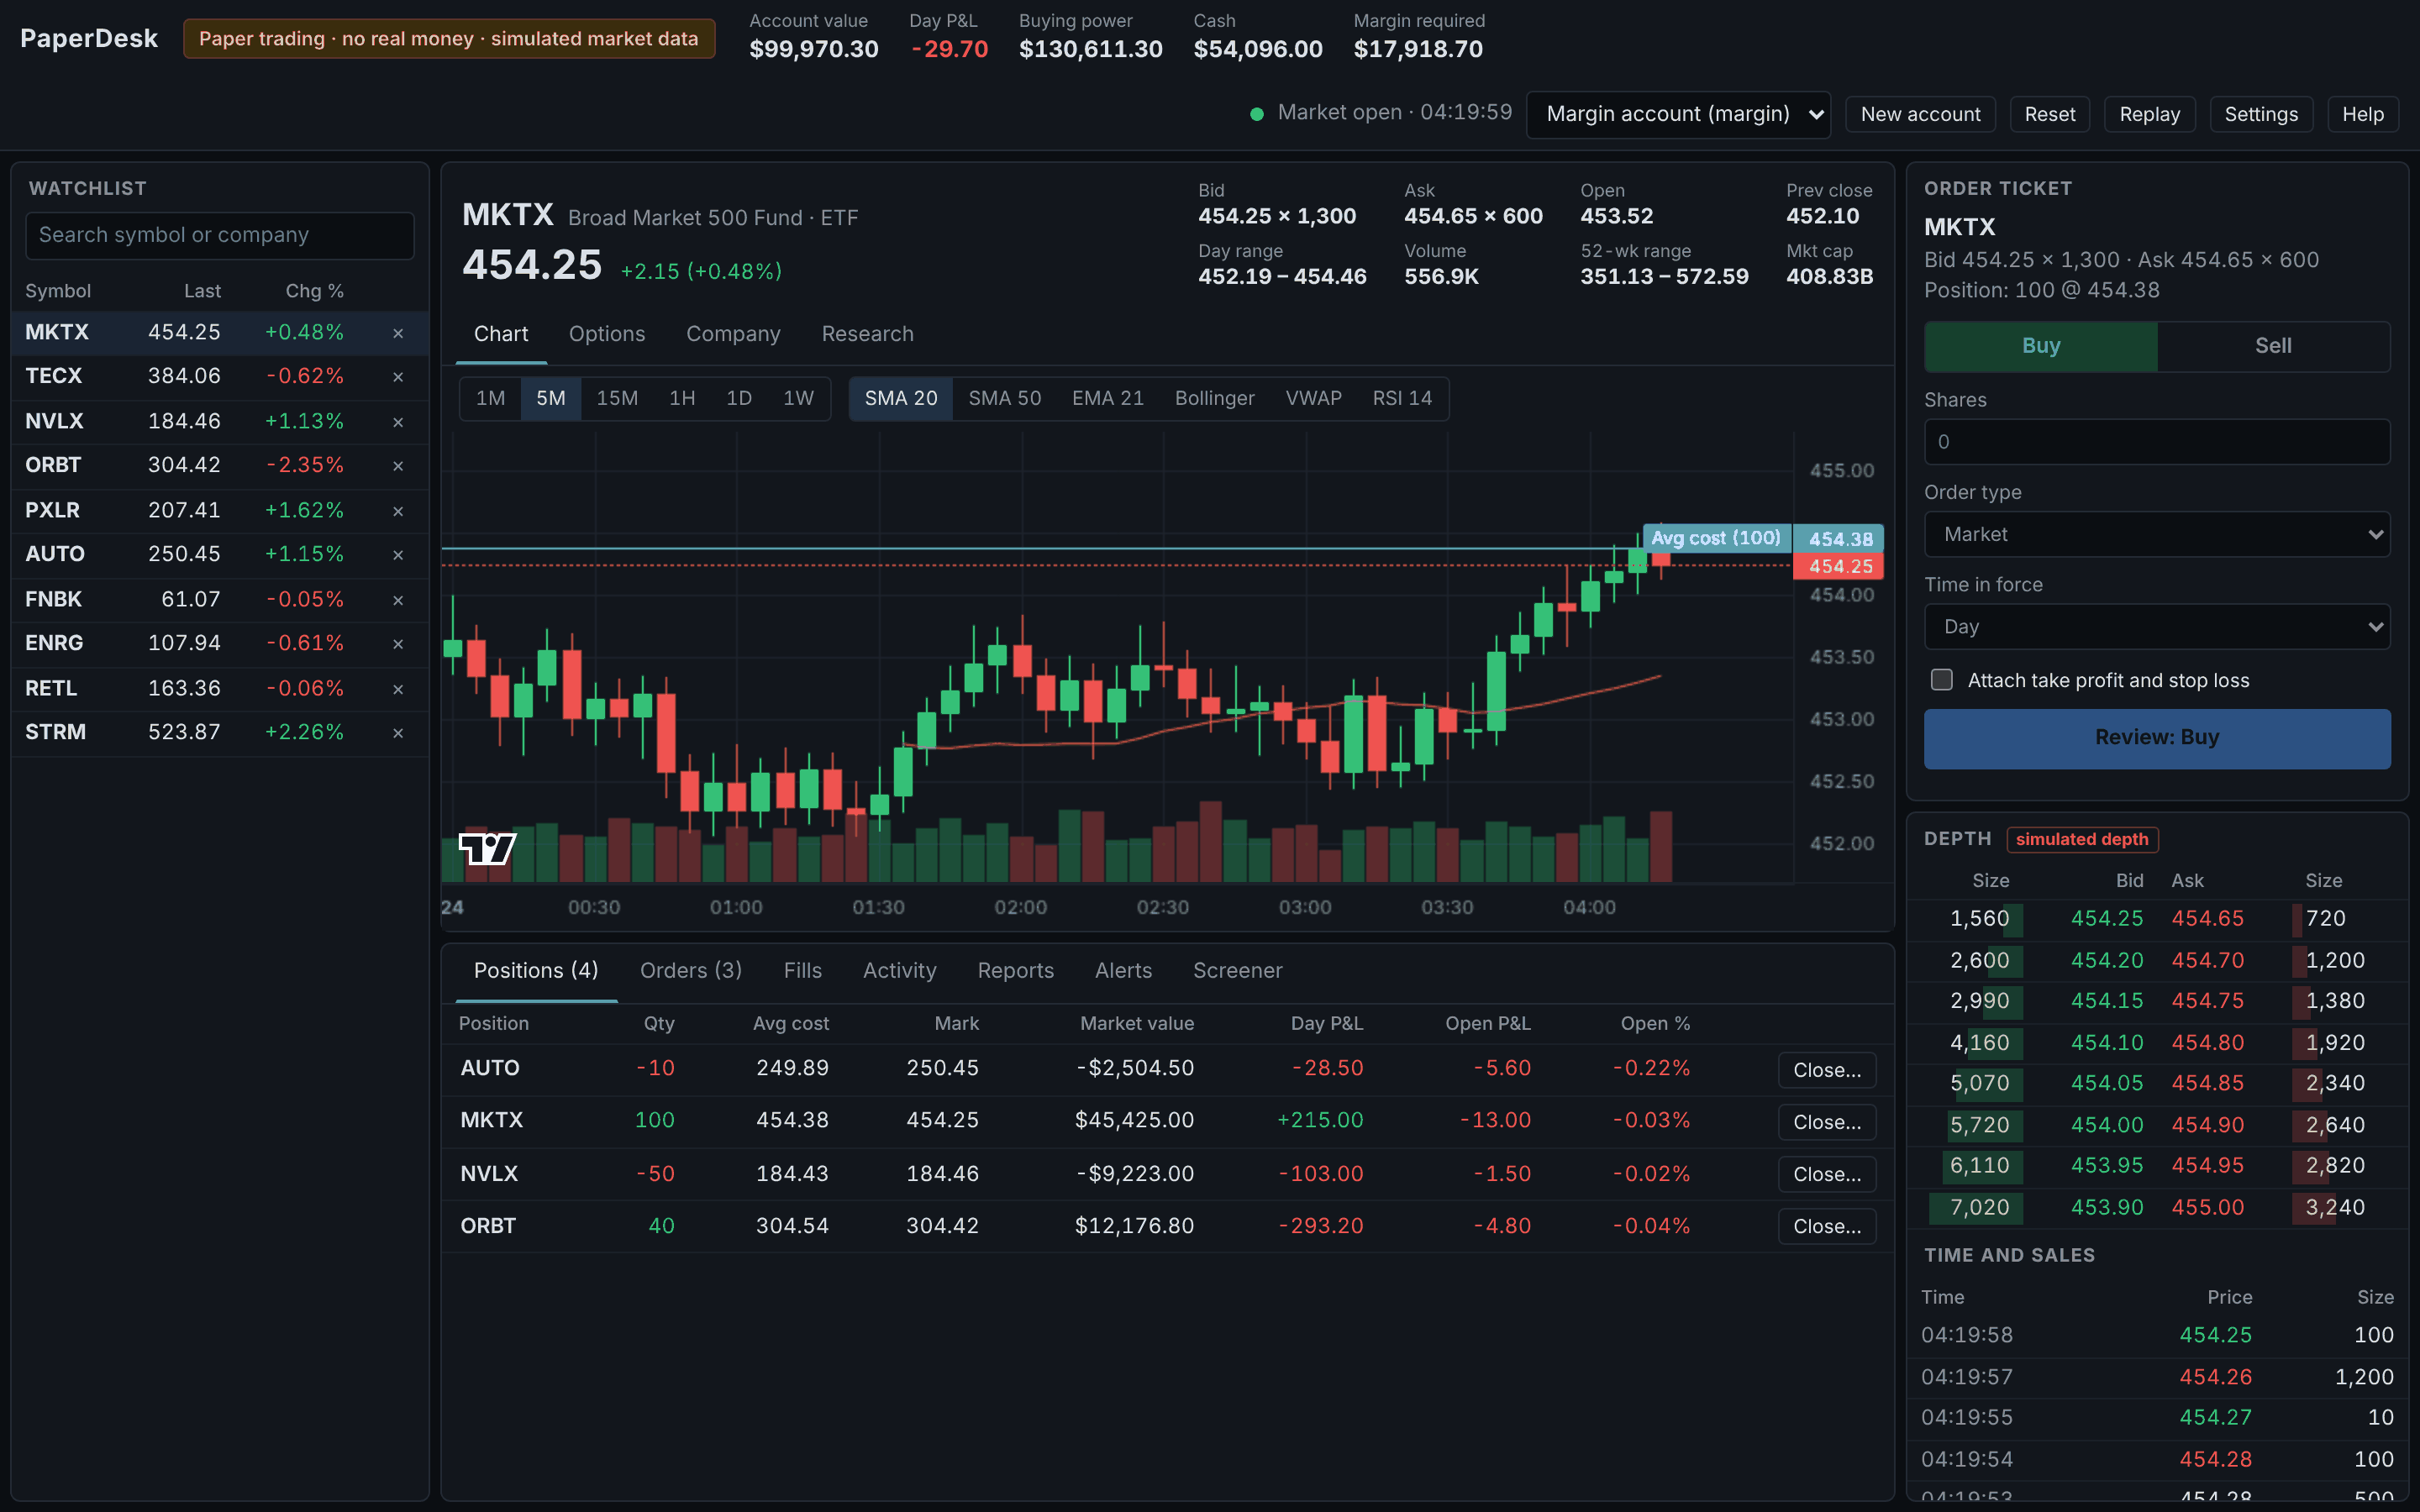 PaperDesk
Paper trading · no real money · simulated market data
Account value Day P&L Buying power Cash Margin required
$99,970.30 -29.70 $130,611.30 $54,096.00 $17,918.70
Market open · 04:19:59 Margin account (margin) New account Reset Replay Settings Help
WATCHLIST
Search symbol or company
Symbol Last Chg %
MKTX 454.25 +0.48% ×
TECX 384.06 -0.62% ×
NVLX 184.46 +1.13% ×
ORBT 304.42 -2.35% ×
PXLR 207.41 +1.62% ×
AUTO 250.45 +1.15% ×
FNBK 61.07 -0.05% ×
ENRG 107.94 -0.61% ×
RETL 163.36 -0.06% ×
STRM 523.87 +2.26% ×
MKTX Broad Market 500 Fund · ETF
454.25 +2.15 (+0.48%)
Bid Ask Open Prev close
454.25 × 1,300 454.65 × 600 453.52 452.10
Day range Volume 52-wk range Mkt cap
452.19 – 454.46 556.9K 351.13 – 572.59 408.83B
Chart Options Company Research
1M 5M 15M 1H 1D 1W SMA 20 SMA 50 EMA 21 Bollinger VWAP RSI 14
455.00
Avg cost (100) 454.38
454.25
454.00
453.50
453.00
452.50
452.00
24 00:30 01:00 01:30 02:00 02:30 03:00 03:30 04:00
Positions (4) Orders (3) Fills Activity Reports Alerts Screener
Position Qty Avg cost Mark Market value Day P&L Open P&L Open %
AUTO -10 249.89 250.45 -$2,504.50 -28.50 -5.60 -0.22% Close...
MKTX 100 454.38 454.25 $45,425.00 +215.00 -13.00 -0.03% Close...
NVLX -50 184.43 184.46 -$9,223.00 -103.00 -1.50 -0.02% Close...
ORBT 40 304.54 304.42 $12,176.80 -293.20 -4.80 -0.04% Close...
ORDER TICKET
MKTX
Bid 454.25 × 1,300 · Ask 454.65 × 600
Position: 100 @ 454.38
Buy Sell
Shares
0
Order type
Market
Time in force
Day
Attach take profit and stop loss
Review: Buy
DEPTH simulated depth
Size Bid Ask Size
1,560 454.25 454.65 720
2,600 454.20 454.70 1,200
2,990 454.15 454.75 1,380
4,160 454.10 454.80 1,920
5,070 454.05 454.85 2,340
5,720 454.00 454.90 2,640
6,110 453.95 454.95 2,820
7,020 453.90 455.00 3,240
TIME AND SALES
Time Price Size
04:19:58 454.25 100
04:19:57 454.26 1,200
04:19:55 454.27 10
04:19:54 454.28 100
04:19:53 454.28 500